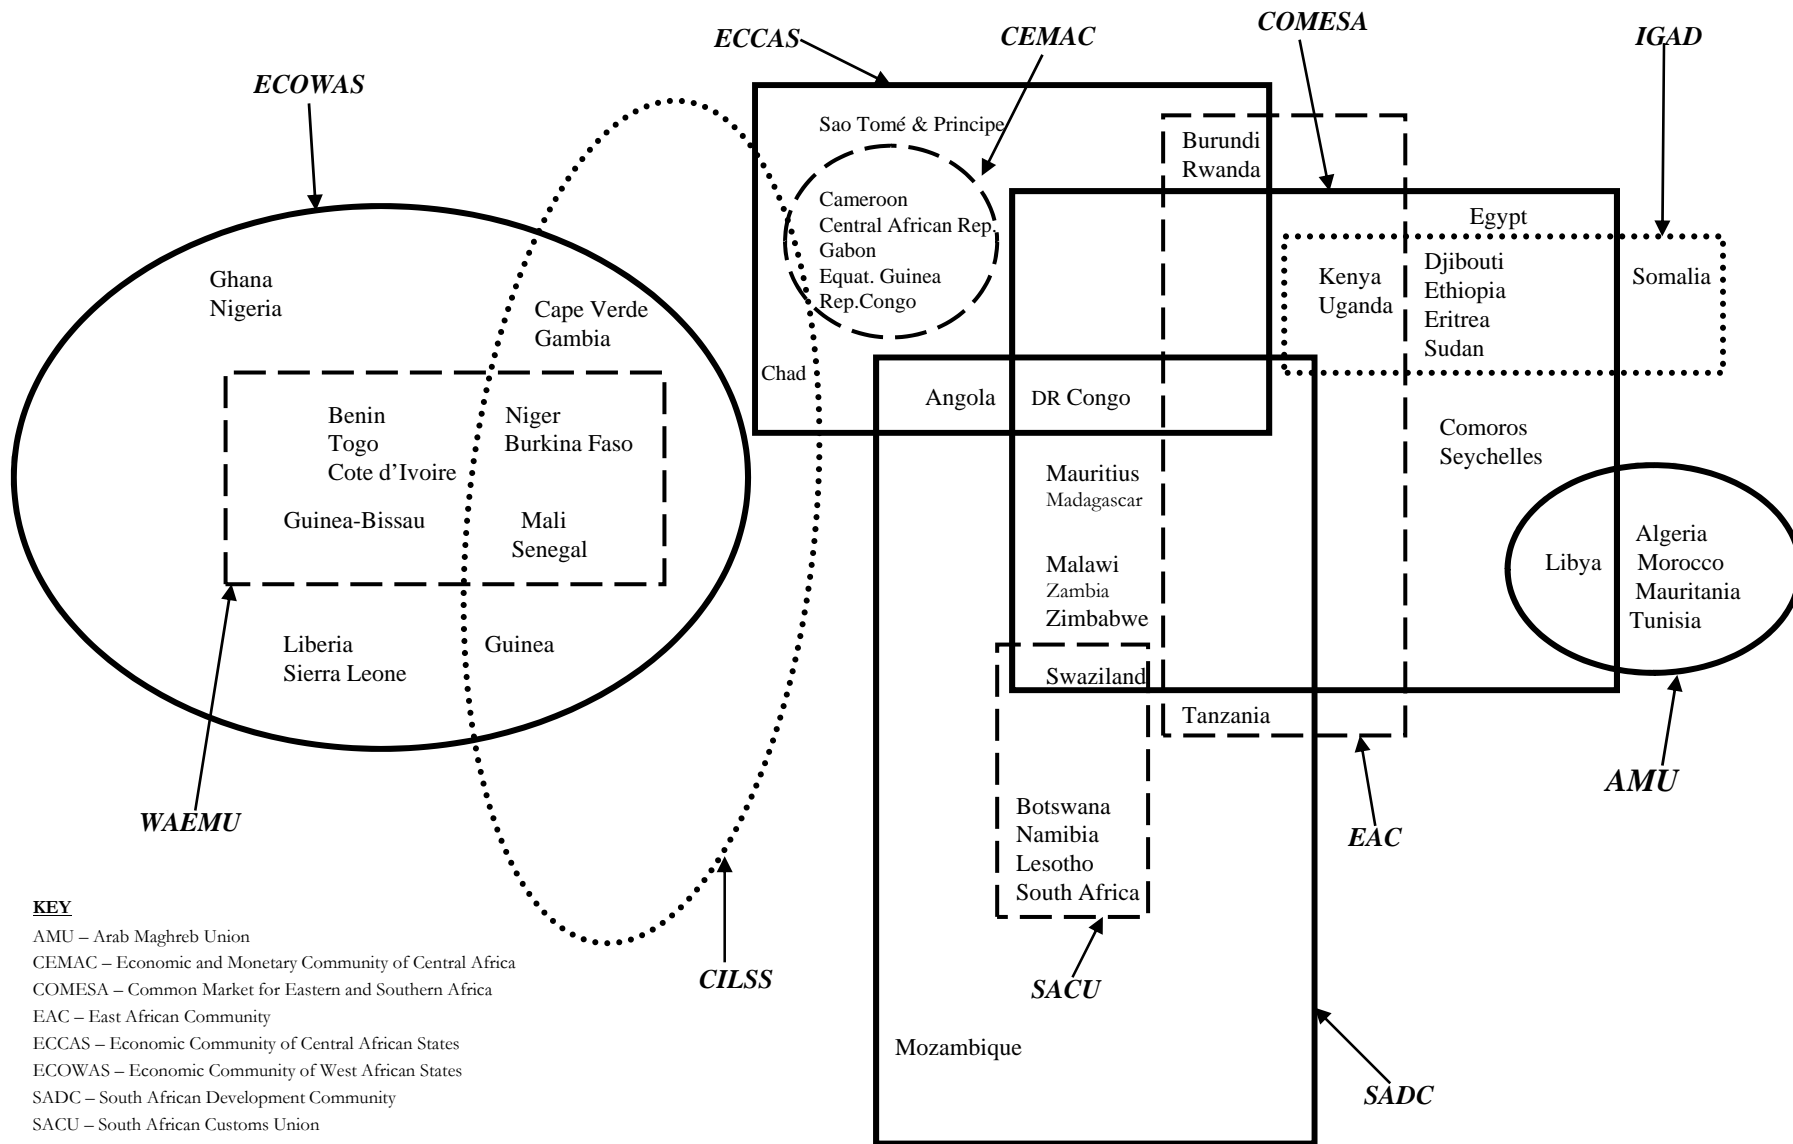 ECCAS
CEMAC
COMESA
IGAD
ECOWAS
Sao Tomé & Principe
Burundi
Rwanda
Cameroon
Central African Rep.
Gabon
Equat. Guinea
Rep.Congo
Egypt
Ghana
Nigeria
Cape Verde
Gambia
Kenya
Uganda
Djibouti
Ethiopia
Eritrea
Sudan
Somalia
Chad
Angola
DR Congo
Benin
Togo
Cote d’Ivoire
Niger
Burkina Faso
Guinea-Bissau
Mali
Senegal
Mauritius
Madagascar
Comoros
Seychelles
Malawi
Zambia
Zimbabwe
Libya
Algeria
Morocco
Mauritania
Tunisia
Liberia
Sierra Leone
Guinea
Swaziland
Tanzania
AMU
WAEMU
Botswana
Namibia
Lesotho
South Africa
EAC
CILSS
SACU
Mozambique
SADC
KEY
AMU – Arab Maghreb Union
CEMAC – Economic and Monetary Community of Central Africa
COMESA – Common Market for Eastern and Southern Africa
EAC – East African Community
ECCAS – Economic Community of Central African States
ECOWAS – Economic Community of West African States
SADC – South African Development Community
SACU – South African Customs Union